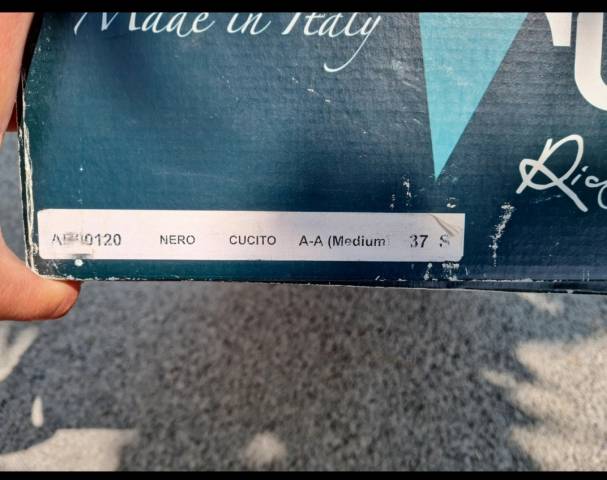 Made in Italy
NERO CUCITO A-A (Medium 37 S